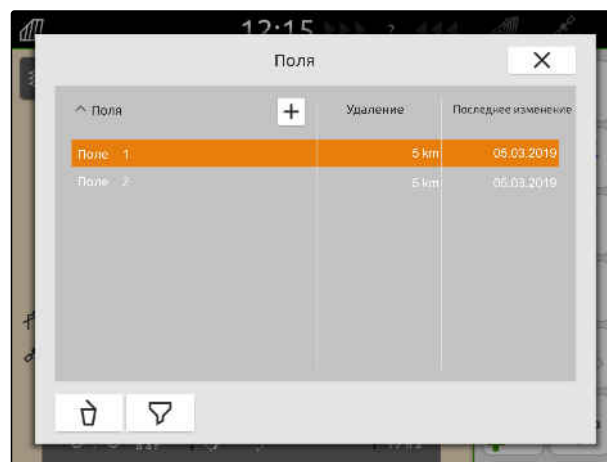 12:15
Поля
^ Поля + Удаление Последнее изменение
Поле 1 5 km 05.03.2019
Поле 2 5 km 05.03.2019